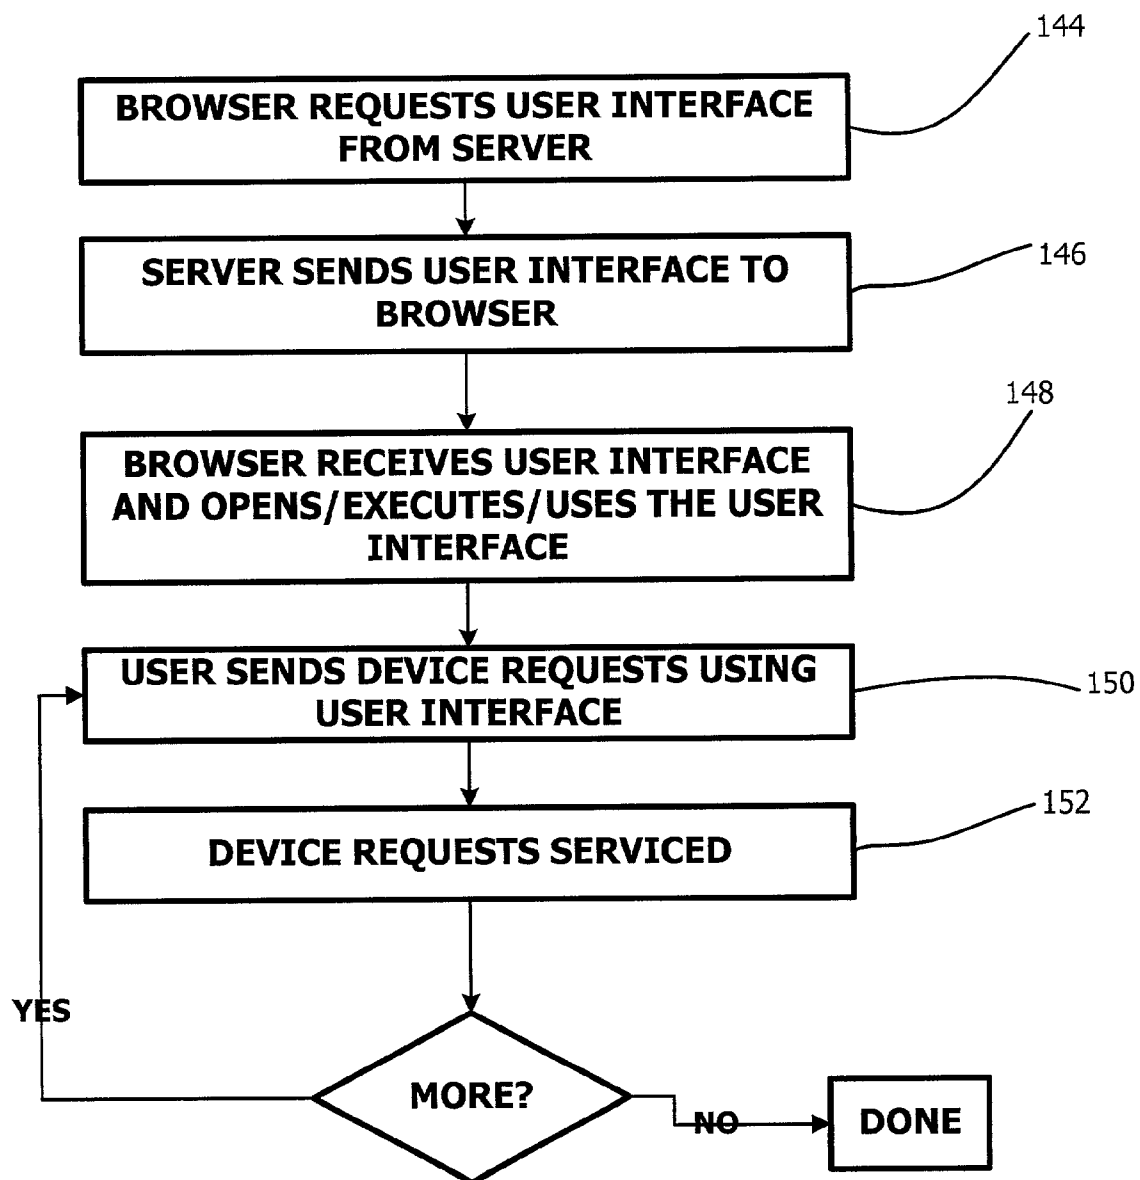 144
BROWSER REQUESTS USER INTERFACE
FROM SERVER
146
SERVER SENDS USER INTERFACE TO
BROWSER
148
BROWSER RECEIVES USER INTERFACE
AND OPENS/EXECUTES/USES THE USER
INTERFACE
USER SENDS DEVICE REQUESTS USING
USER INTERFACE
150
152
DEVICE REQUESTS SERVICED
YES
MORE?
NO
DONE